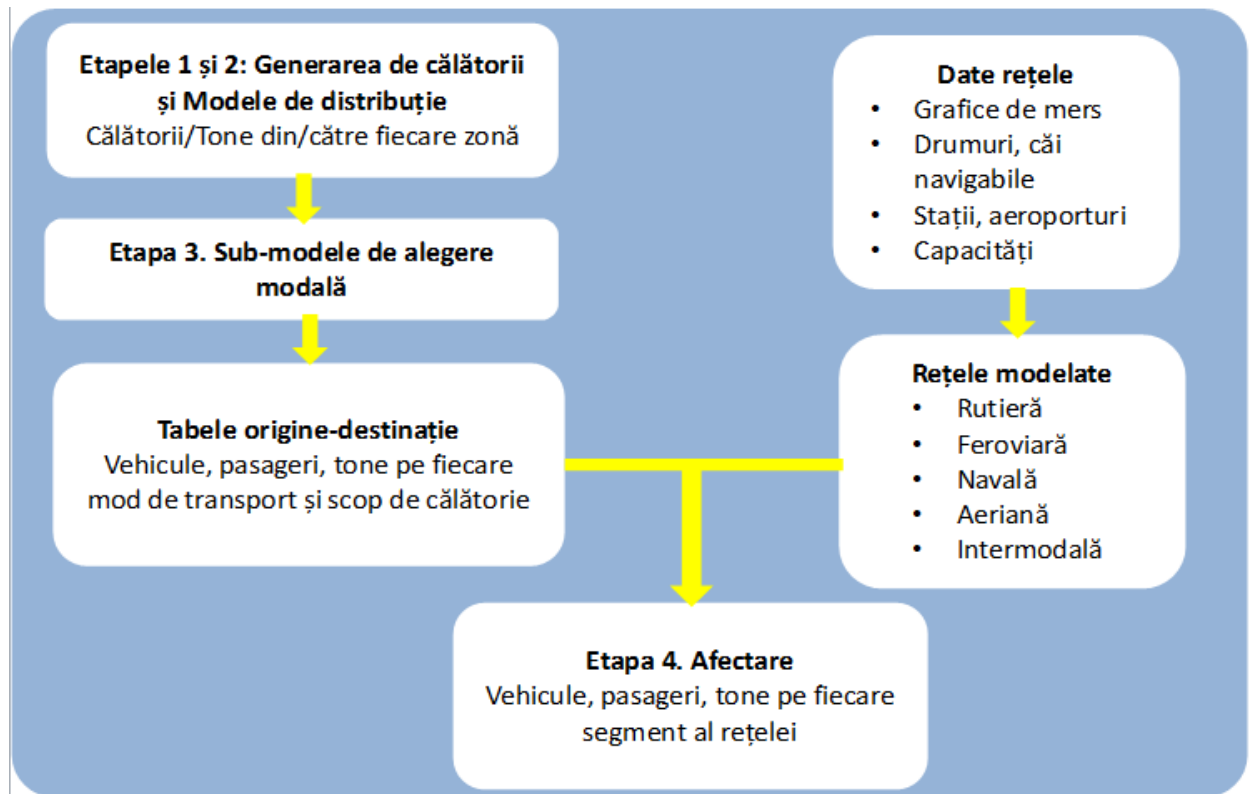 Etapele 1 și 2: Generarea de călătorii
și Modele de distribuție
Călătorii/Tone din/către fiecare zonă
Etapa 3. Sub-modele de alegere
modală
Tabele origine-destinație
Vehicule, pasageri, tone pe fiecare
mod de transport și scop de călătorie
Date rețele
• Grafice de mers
• Drumuri, căi
navigabile
• Stații, aeroporturi
• Capacități
Rețele modelate
• Rutieră
• Feroviară
• Navală
• Aeriană
• Intermodală
Etapa 4. Afectare
Vehicule, pasageri, tone pe fiecare
segment al rețelei